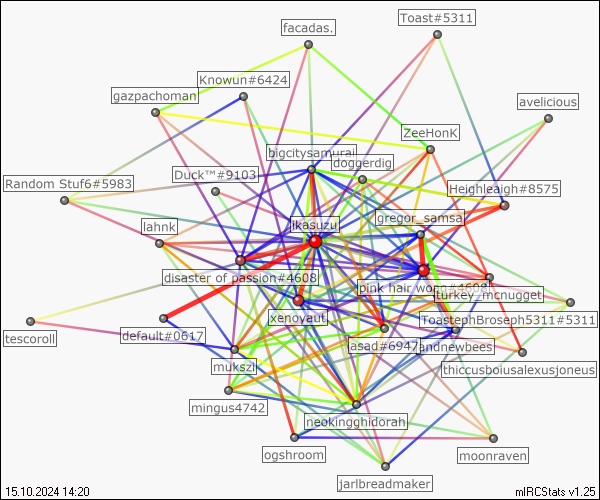 Toast#5311
facadas.
Knowun#6424
gazpachoman
avelicious
ZeeHonK
bigcitysamurai
doggerdig
Duck™#9103
Random Stuf6#5983
Heighleaigh#8575
gregor_samsa
lahnk
ikasuzu
disaster of passion#4608
pink hair wong#4608
turkey_mcnugget
xenoyaut
ToastephBroseph5311#5311
default#0617
tescoroll
lasad#6947
andnewbees
mukszi
thiccusboiusalexusjoneus
mingus4742
neokingghidorah
ogshroom
moonraven
jarlbreadmaker
15.10.2024 14:20
mIRCStats v1.25